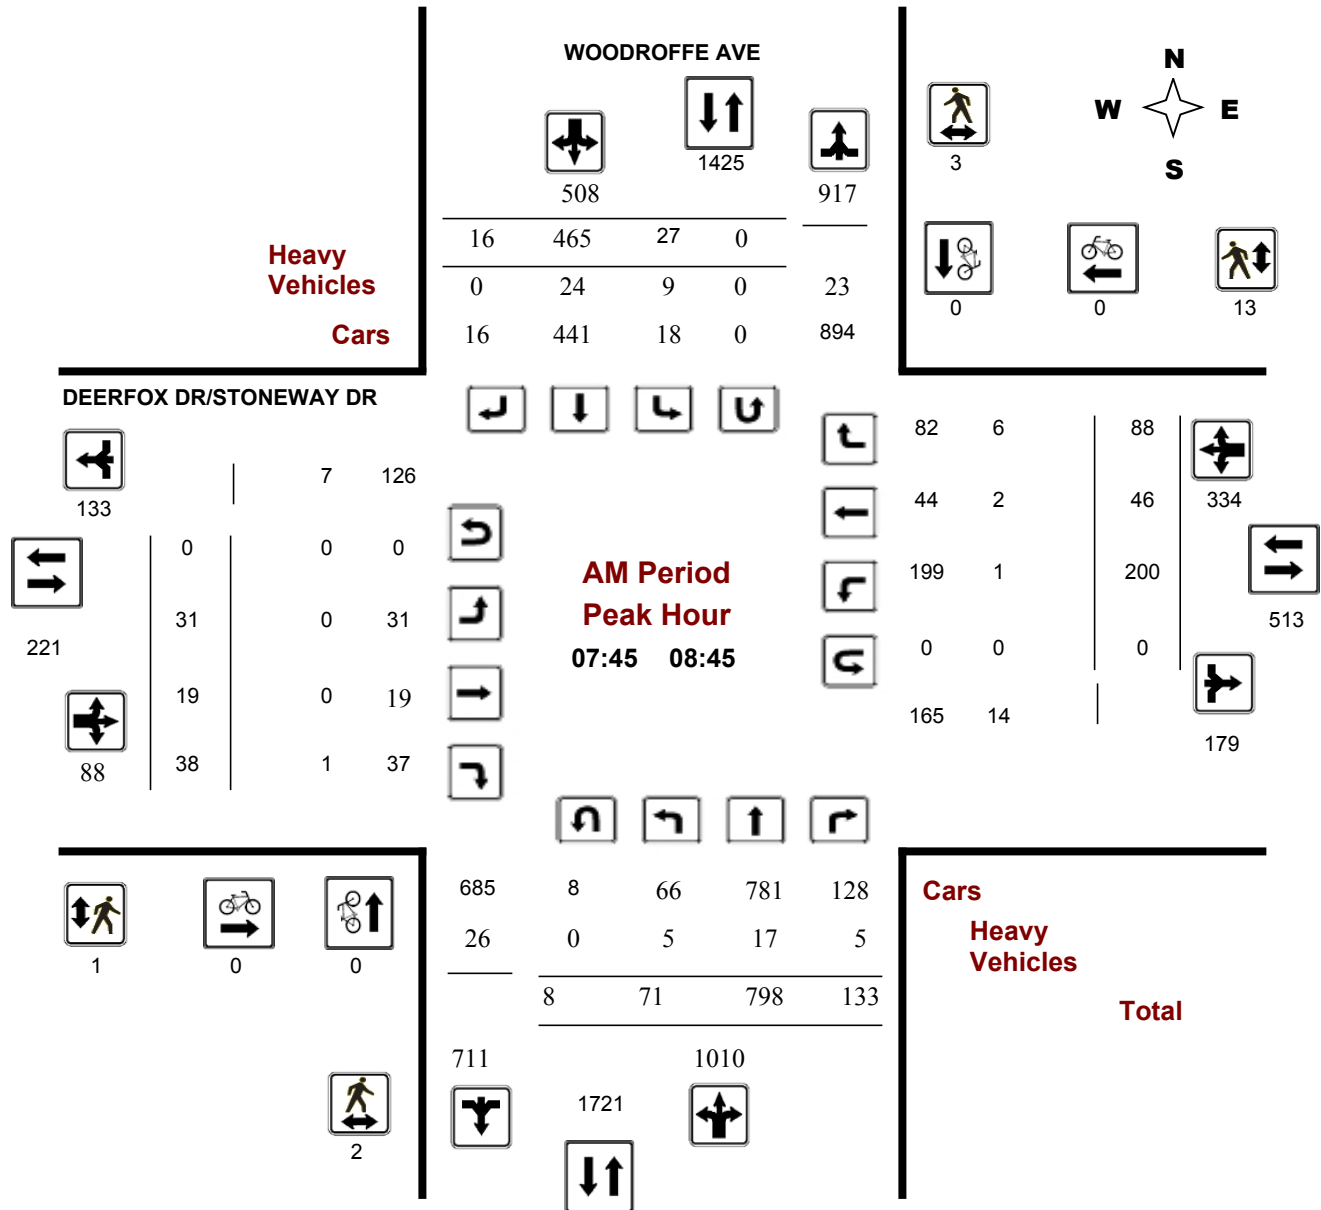 WOODROFFE AVE
N
W E
S
1425
3
508 917
16 465 27 0
Heavy
Vehicles 0 24 9 0 23
0 0 13
Cars 16 441 18 0 894
DEERFOX DR/STONEWAY DR
82 6 88
7 126
133
44 2 46 334
0 0 0
AM Period
199 1 200
Peak Hour
31 0 31
513
221
07:45 08:45
0 0 0
19 0 19
165 14
179
88 38 1 37
685 8 66 781 128 Cars
26 0 5 17 5 Heavy
Vehicles
1 0 0
8 71 798 133
Total
711 1010
1721
2